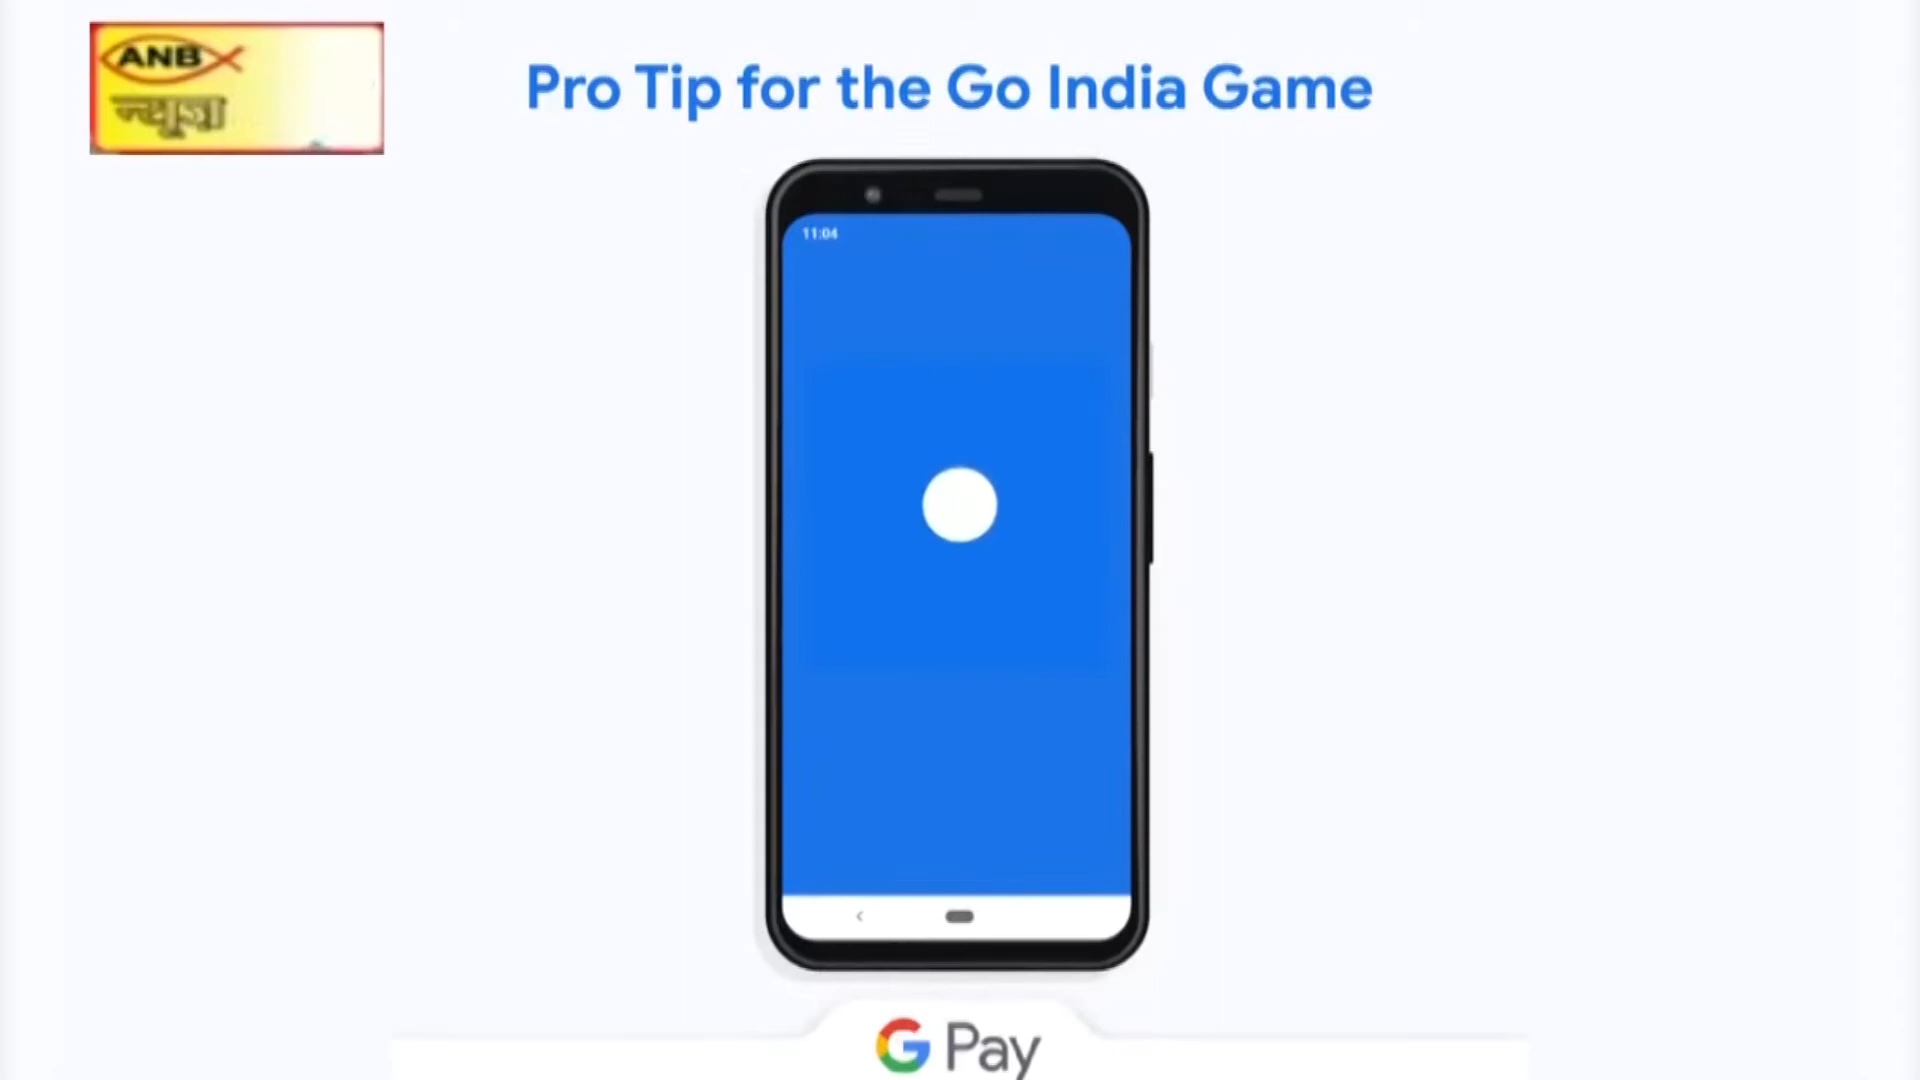 ANB
न्यूज़
Pro Tip for the Go India Game
11:04
G Pay